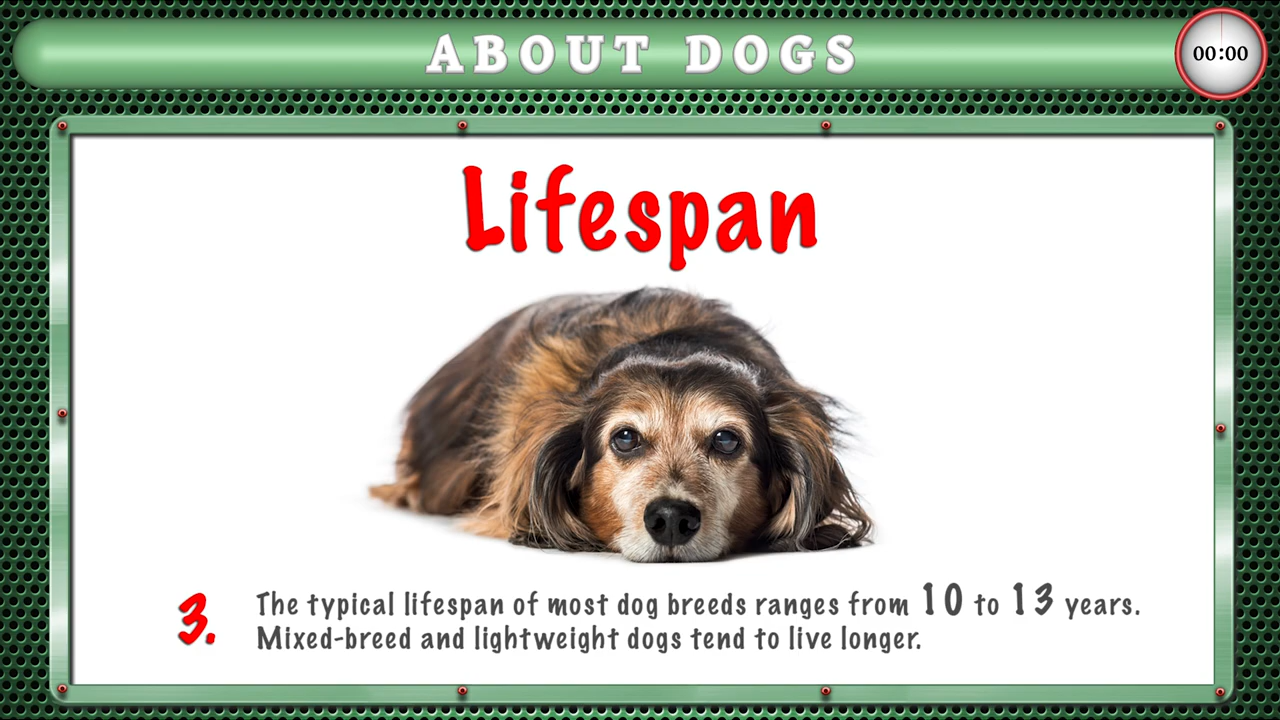 ABOUT DOGS
00:00
Lifespan
3. The typical lifespan of most dog breeds ranges from 10 to 13 years.
Mixed-breed and lightweight dogs tend to live longer.